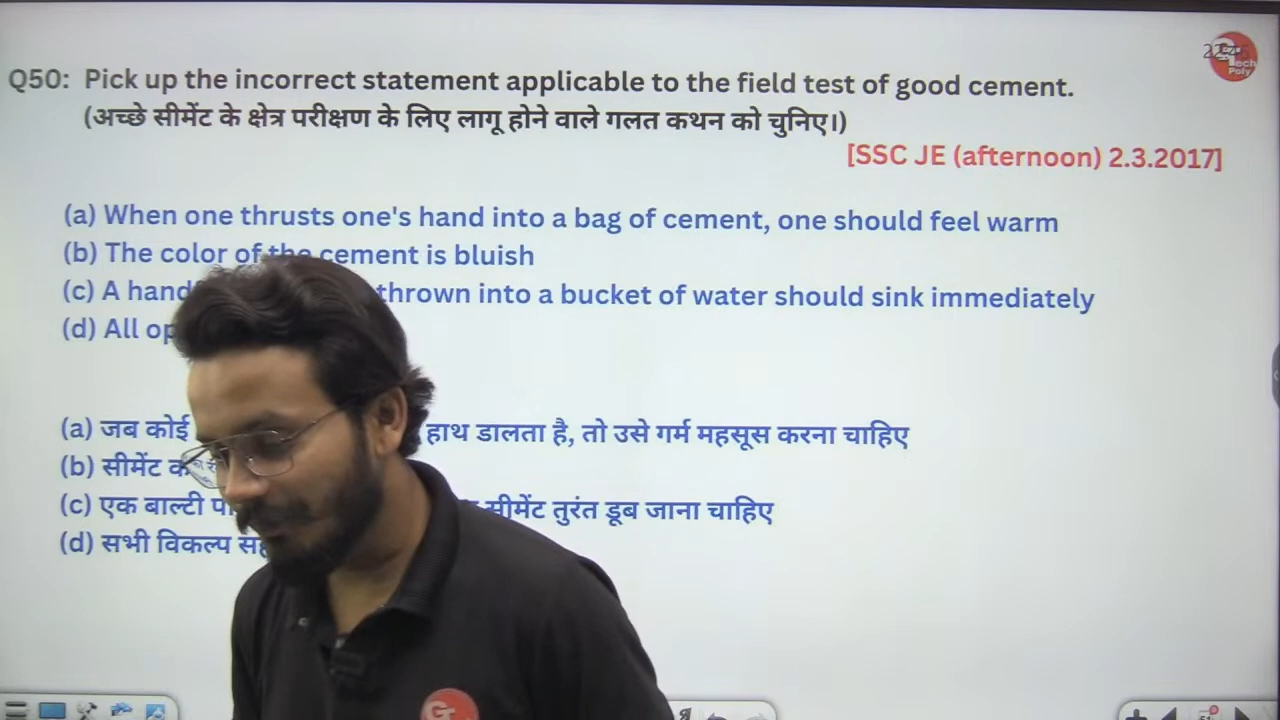 Q50: Pick up the incorrect statement applicable to the field test of good cement.
(अच्छे सीमेंट के क्षेत्र परीक्षण के लिए लागू होने वाले गलत कथन को चुनिए।)
[SSC JE (afternoon) 2.3.2017]
(a) When one thrusts one's hand into a bag of cement, one should feel warm
(b) The color of the cement is bluish
(c) A thrown into a bucket of water should sink immediately
(d) All
(a) जब कोई हाथ डालता है, तो उसे गर्म महसूस करना चाहिए
(b) सीमेंट
(c) एक बाल्टी सीमेंट तुरंत डूब जाना चाहिए
(d) सभी विकल्प
Tech
Poly